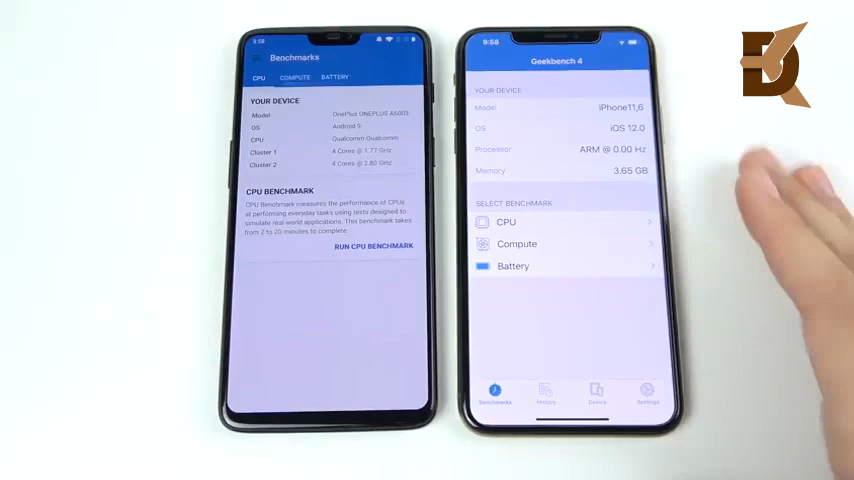 9:58
Benchmarks
CPU COMPUTE BATTERY
YOUR DEVICE
Model OnePlus ONEPLUS A6003
OS Android 9
CPU Qualcomm Qualcomm
Cluster 1 4 Cores @ 1.77 GHz
Cluster 2 4 Cores @ 2.80 GHz
CPU BENCHMARK
CPU Benchmark measures the performance of CPUs
at performing everyday tasks using tests designed to
simulate real-world applications. This benchmark takes
from 2 to 20 minutes to complete.
RUN CPU BENCHMARK
9:58
Geekbench 4
YOUR DEVICE
Model iPhone11,6
OS iOS 12.0
Processor ARM @ 0.00 Hz
Memory 3.65 GB
SELECT BENCHMARK
CPU
Compute
Battery
Benchmarks History Device Settings
DK